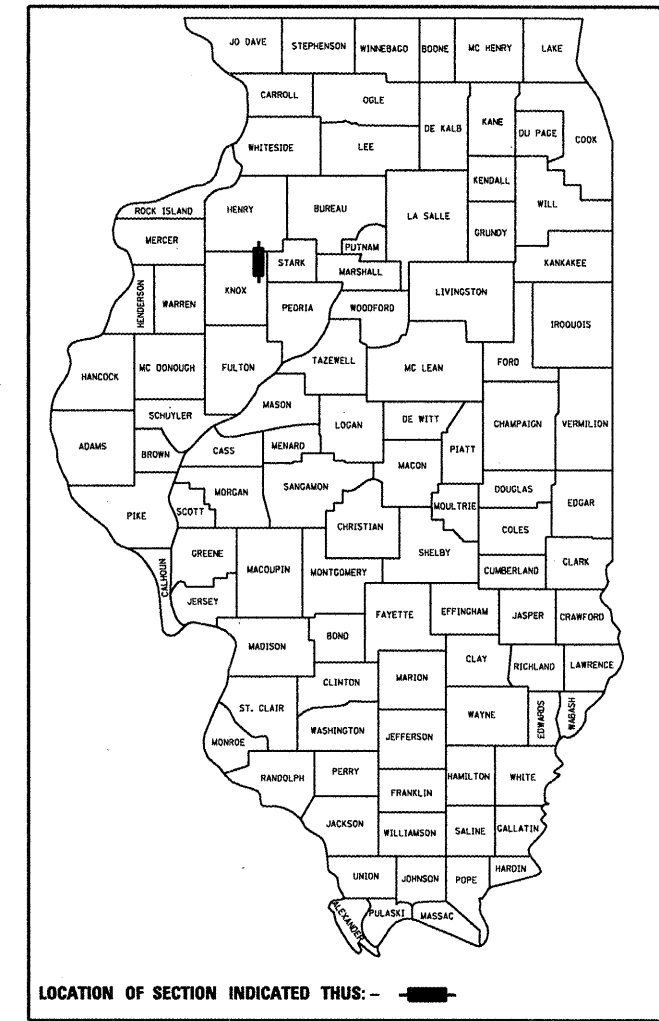 JO DAVE STEPHENSON WINNEBAGO BOONE MC HENRY LAKE
CARROLL OGLE DE KALB KANE DU PAGE COOK
WHITESIDE LEE
KENDALL WILL
ROCK ISLAND HENRY BUREAU LA SALLE GRUNDY
MERCER PUTNAM
STARK MARSHALL KANKAKEE
HENDERSON WARREN KNOX PEORIA WOODFORD LIVINGSTON
IROQUOIS
HANCOCK MC DONOUGH FULTON TAZEWELL MC LEAN FORD
MASON
SCHUYLER LOGAN DE WITT CHAMPAIGN VERMILION
ADAMS BROWN CASS MENARD PIATT
MACON
MORGAN SANGAMON DOUGLAS EDGAR
PIKE SCOTT CHRISTIAN MOULTRIE COLES
GREENE MACOUPIN MONTGOMERY SHELBY CUMBERLAND CLARK
CALHOUN JERSEY
FAYETTE EFFINGHAM JASPER CRAWFORD
MADISON BOND
CLAY RICHLAND LAWRENCE
CLINTON MARION
ST. CLAIR WAYNE EDWARDS WABASH
WASHINGTON JEFFERSON
MONROE
RANDOLPH PERRY HAMILTON WHITE
FRANKLIN
JACKSON WILLIAMSON SALINE GALLATIN
UNION JOHNSON POPE HARDIN
ALEXANDER PULASKI MASSAC
LOCATION OF SECTION INDICATED THUS: -